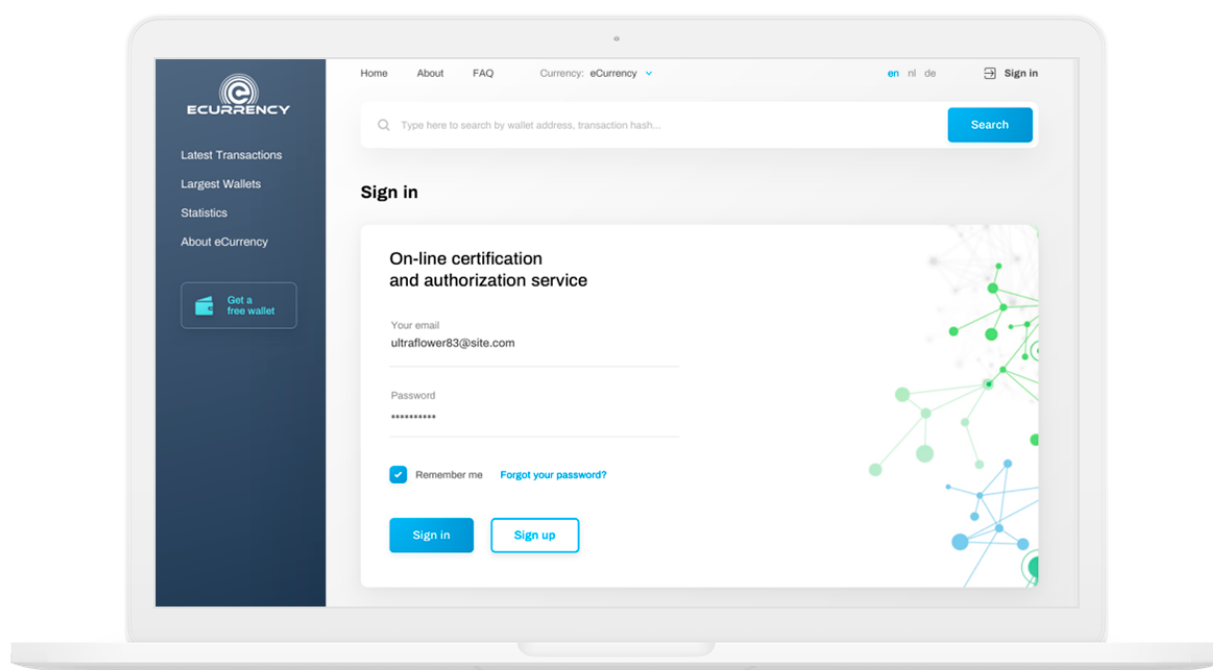 ECURRENCY
Latest Transactions
Largest Wallets
Statistics
About eCurrency
Get a
free wallet
Home About FAQ Currency: eCurrency en nl de Sign in
Type here to search by wallet address, transaction hash... Search
Sign in
On-line certification
and authorization service
Your email
ultraflower83@site.com
Password
**********
Remember me Forgot your password?
Sign in Sign up